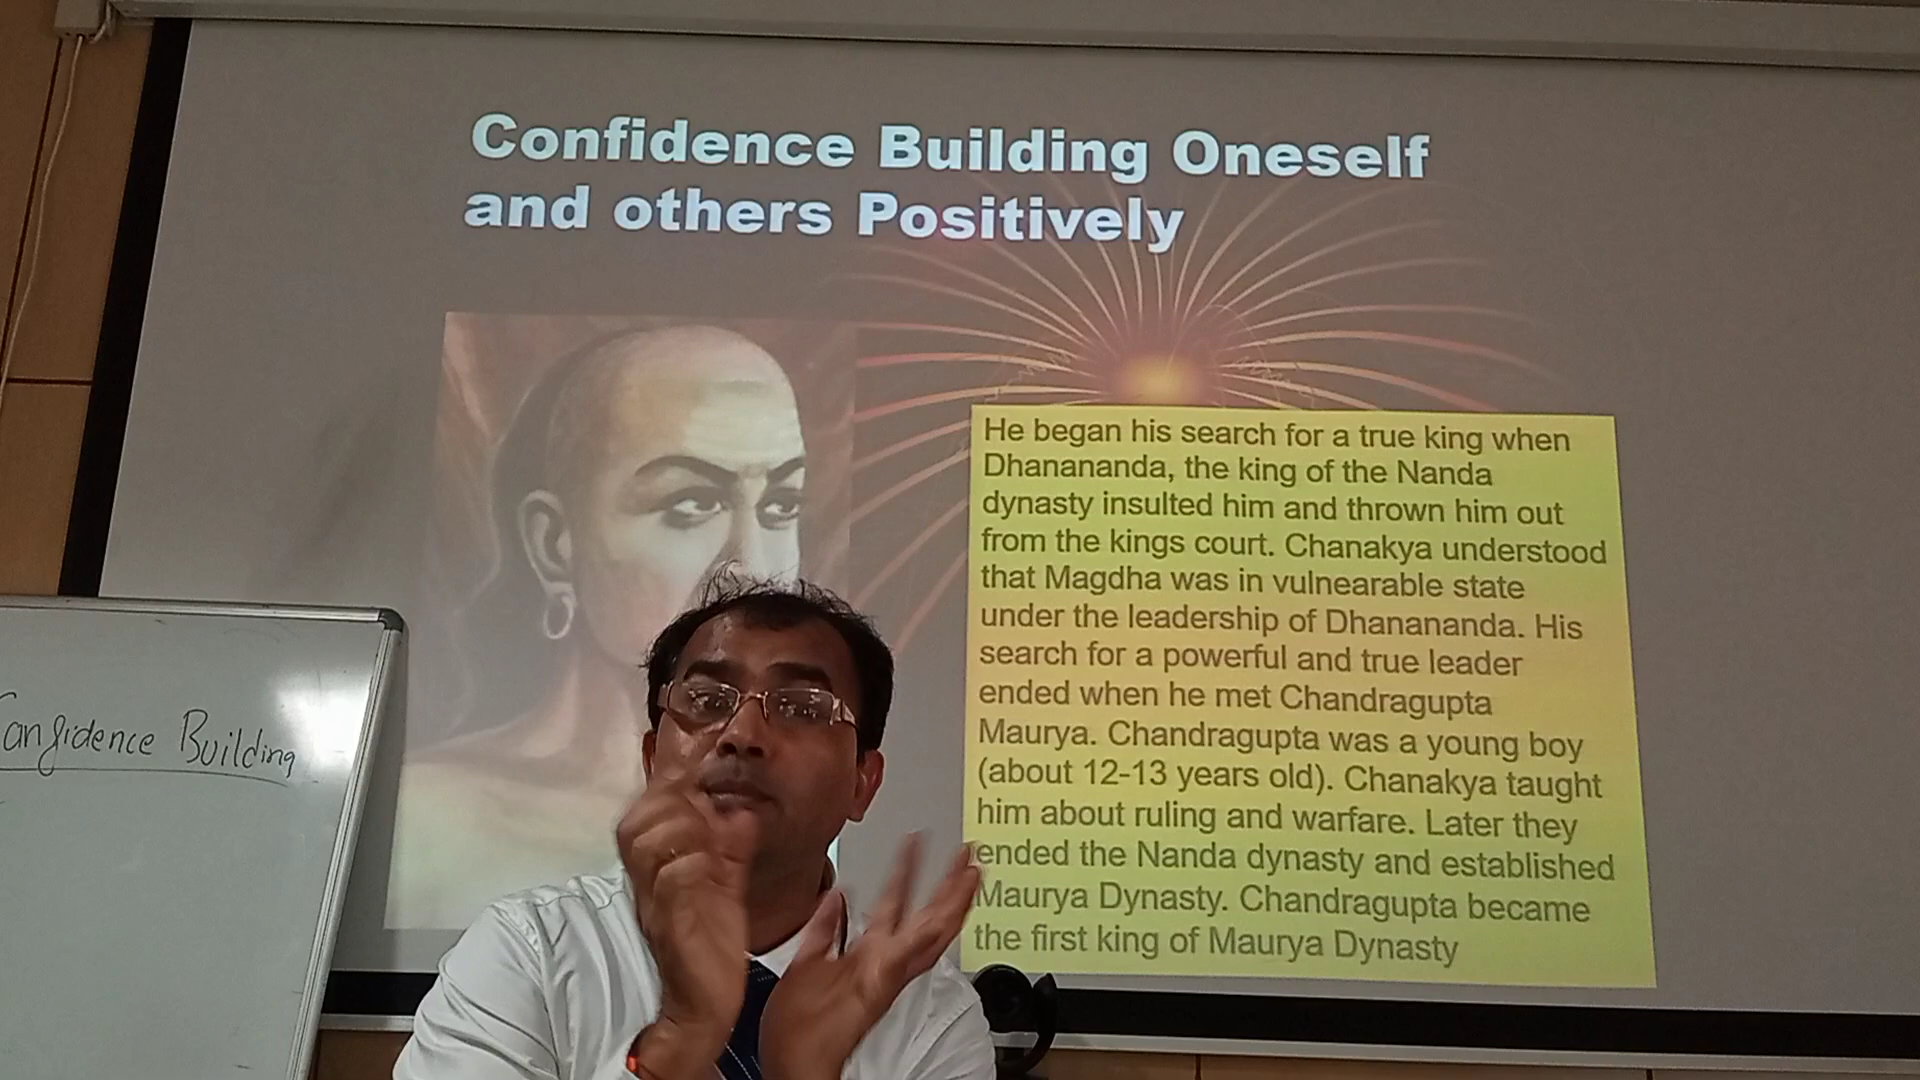 Confidence Building Oneself
and others Positively
He began his search for a true king when
Dhanananda, the king of the Nanda
dynasty insulted him and thrown him out
from the kings court. Chanakya understood
that Magdha was in vulnearable state
under the leadership of Dhanananda. His
search for a powerful and true leader
ended when he met Chandragupta
Maurya. Chandragupta was a young boy
(about 12-13 years old). Chanakya taught
him about ruling and warfare. Later they
ended the Nanda dynasty and established
Maurya Dynasty. Chandragupta became
the first king of Maurya Dynasty
Confidence Building